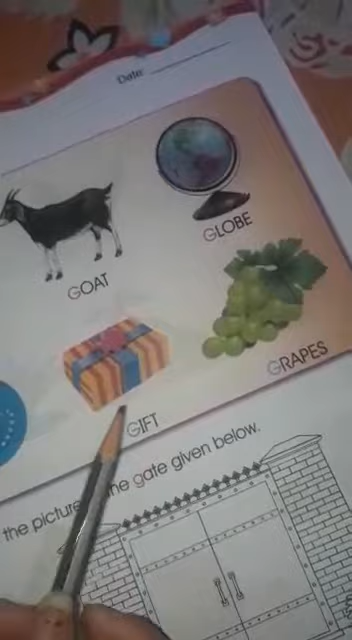 Date
GLOBE
GOAT
GRAPES
GIFT
the picture the gate given below.